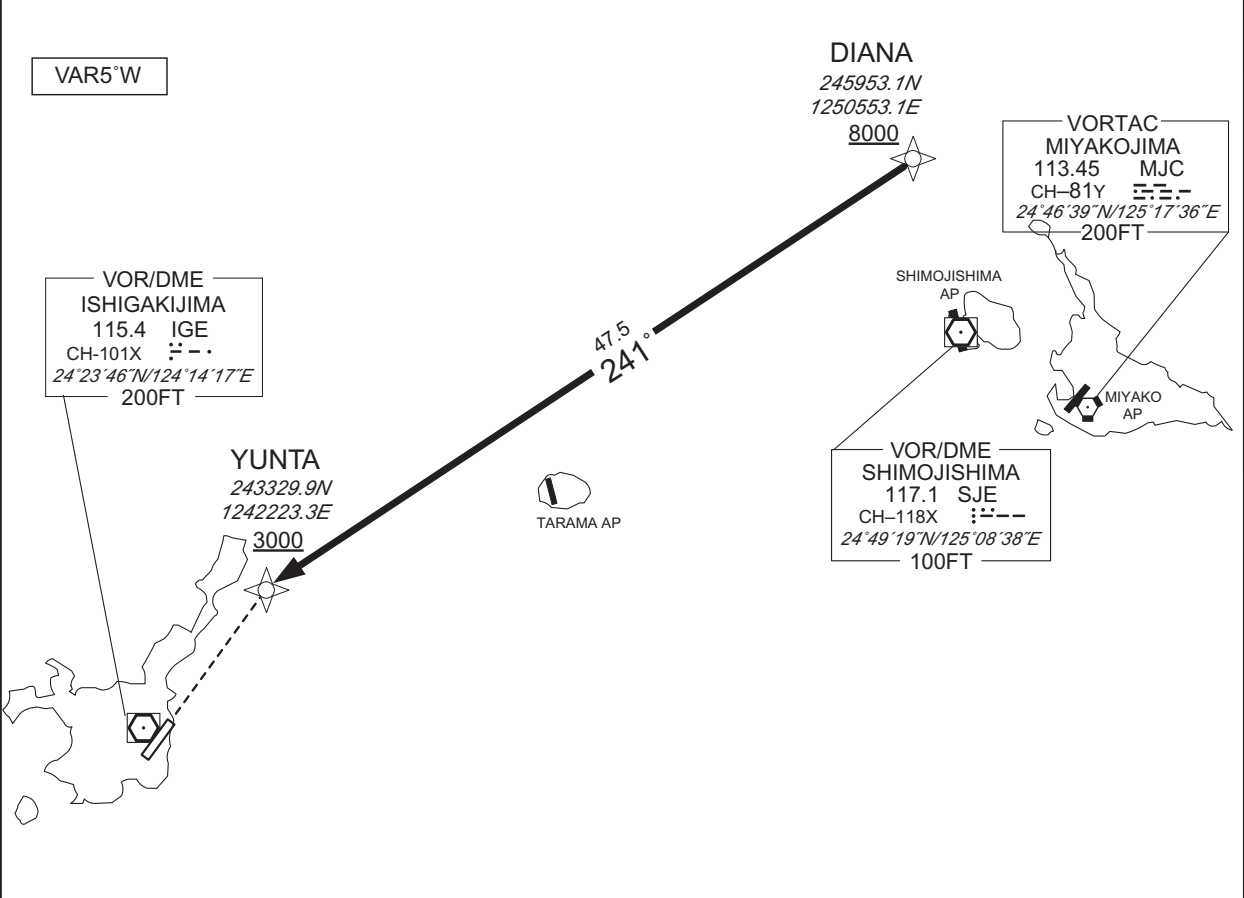 VAR5°W
DIANA
245953.1N
1250553.1E
8000
VORTAC
MIYAKOJIMA
113.45 MJC
CH–81Y
24°46′39″N/125°17′36″E
200FT
SHIMOJISHIMA
AP
VOR/DME
ISHIGAKIJIMA
115.4 IGE
CH-101X
24°23′46″N/124°14′17″E
200FT
47.5
241°
MIYAKO
AP
YUNTA
243329.9N
1242223.3E
3000
TARAMA AP
VOR/DME
SHIMOJISHIMA
117.1 SJE
CH–118X
24°49′19″N/125°08′38″E
100FT